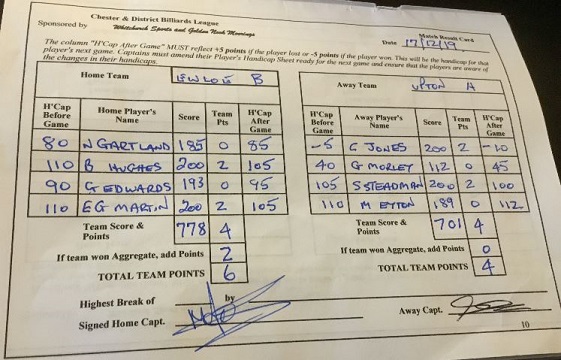 Chester & District Billiards League
Sponsored by Whitchurch Sports and Golden Nook Moorings
Match Result Card
Date 17/12/19
The column "H'Cap After Game" MUST reflect +5 points if the player lost or -5 points if the player won. This will be the handicap for that
player's next game. Captains must amend their Player's Handicap Sheet ready for the next game and ensure that the players are aware of
the changes in their handicaps.
Home Team B
Away Team UPTON A
H'Cap Before Game Home Player's Name Score Team Pts H'Cap After Game
80 N GARTLAND 185 0 85
110 B HUGHES 200 2 105
90 G EDWARDS 193 0 95
110 EG MARTIN 200 2 105
Team Score & Points 778 4
If team won Aggregate, add Points 2
TOTAL TEAM POINTS 6
H'Cap Before Game Away Player's Name Score Team Pts H'Cap After Game
-5 C JONES 200 2 -10
40 G MORLEY 112 0 45
105 S STEADMAN 200 2 100
110 M EYTON 189 0 112
Team Score & Points 701 4
If team won Aggregate, add Points 0
TOTAL TEAM POINTS 4
Highest Break of by
Signed Home Capt. Away Capt.
10